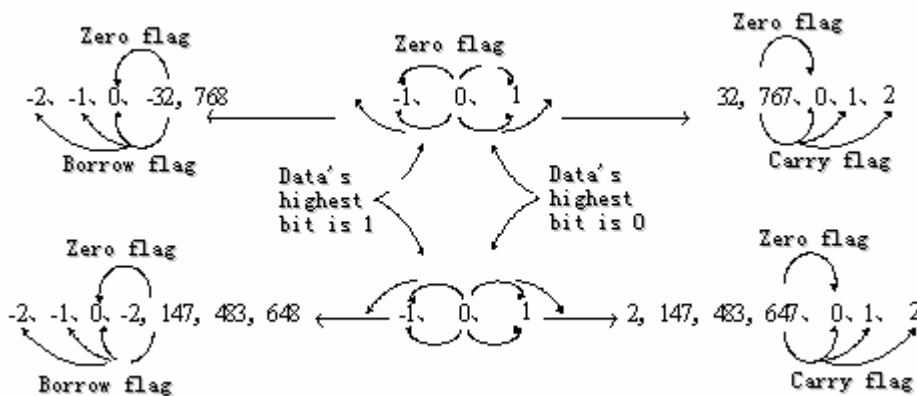 Zero flag
Zero flag
Zero flag
-2、-1、0、-32, 768
-1、 0、 1
32, 767、0、1、2
Borrow flag
Carry flag
Data's
highest
bit is 1
Data's
highest
bit is 0
Zero flag
Zero flag
-2、-1、0、-2, 147, 483, 648
-1、 0、 1
2, 147, 483, 647、0、1、2
Borrow flag
Carry flag